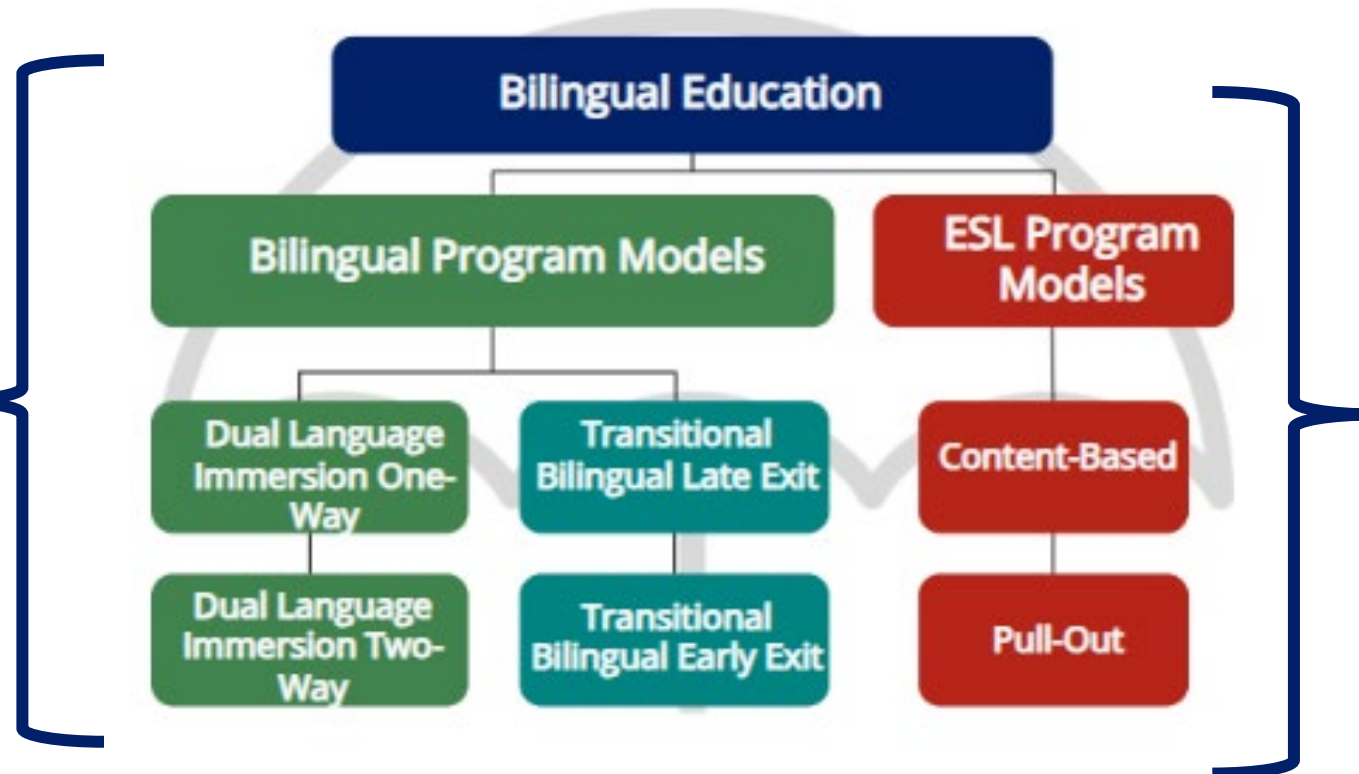 Bilingual Education
Bilingual Program Models
ESL Program
Models
Dual Language
Immersion One-
Way
Transitional
Bilingual Late Exit
Content-Based
Dual Language
Immersion Two-
Way
Transitional
Bilingual Early Exit
Pull-Out